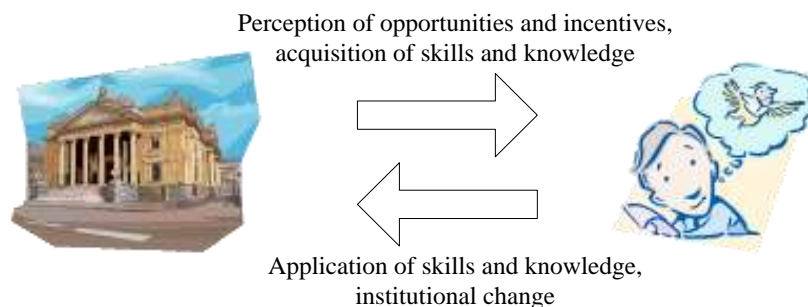 Perception of opportunities and incentives,
acquisition of skills and knowledge
Application of skills and knowledge,
institutional change